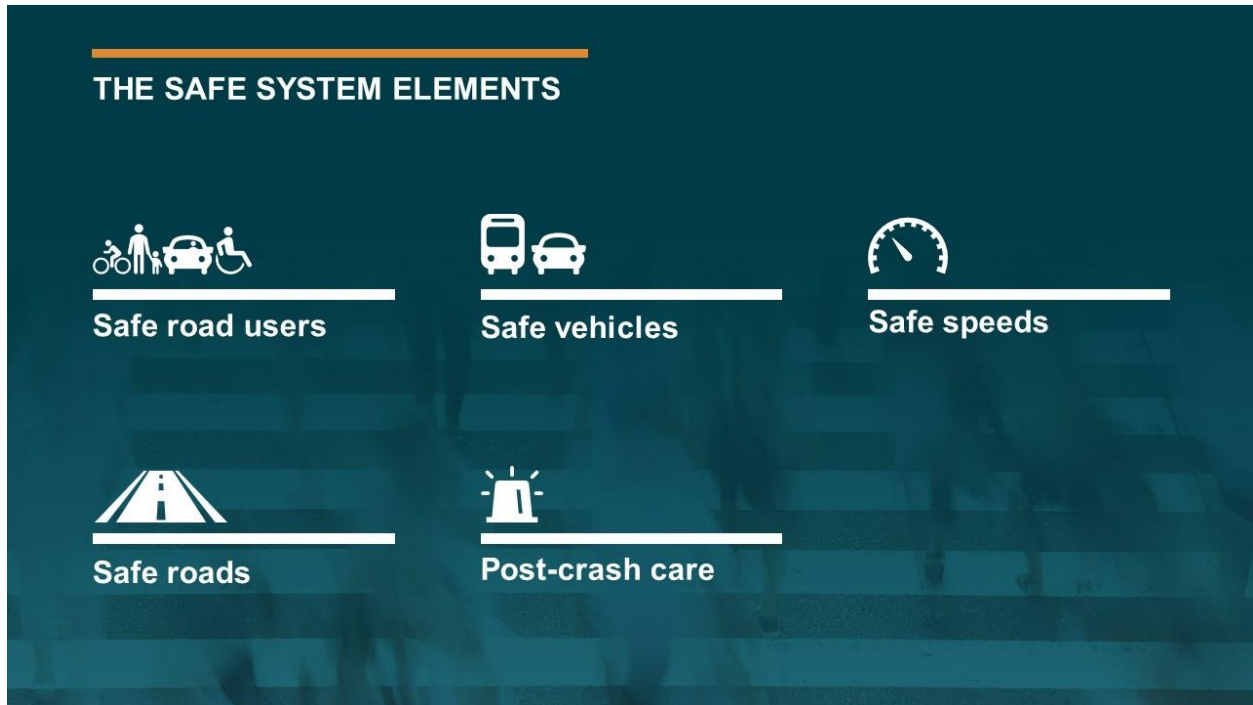 THE SAFE SYSTEM ELEMENTS
Safe road users
Safe vehicles
Safe speeds
Safe roads
Post-crash care